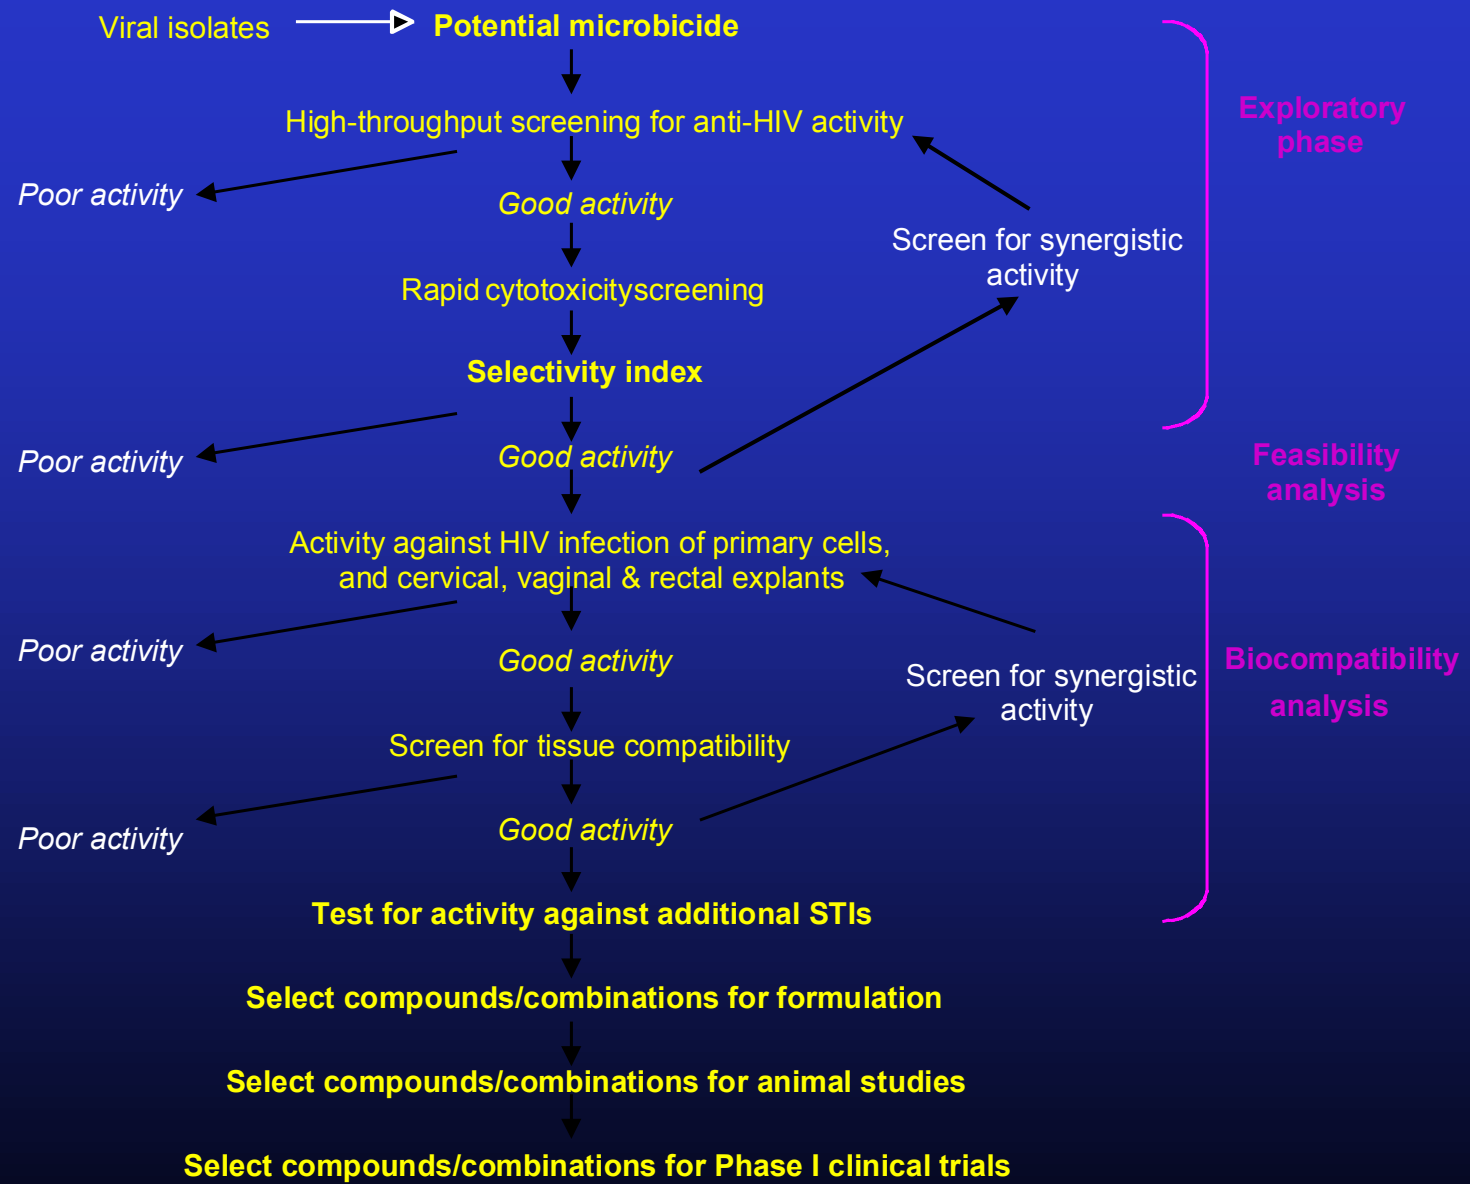 Viral isolates
Potential microbicide
High-throughput screening for anti-HIV activity
Exploratory
phase
Poor activity
Good activity
Screen for synergistic
activity
Rapid cytotoxicityscreening
Selectivity index
Poor activity
Good activity
Feasibility
analysis
Activity against HIV infection of primary cells,
and cervical, vaginal & rectal explants
Poor activity
Good activity
Screen for synergistic
activity
Biocompatibility
analysis
Screen for tissue compatibility
Poor activity
Good activity
Test for activity against additional STIs
Select compounds/combinations for formulation
Select compounds/combinations for animal studies
Select compounds/combinations for Phase I clinical trials